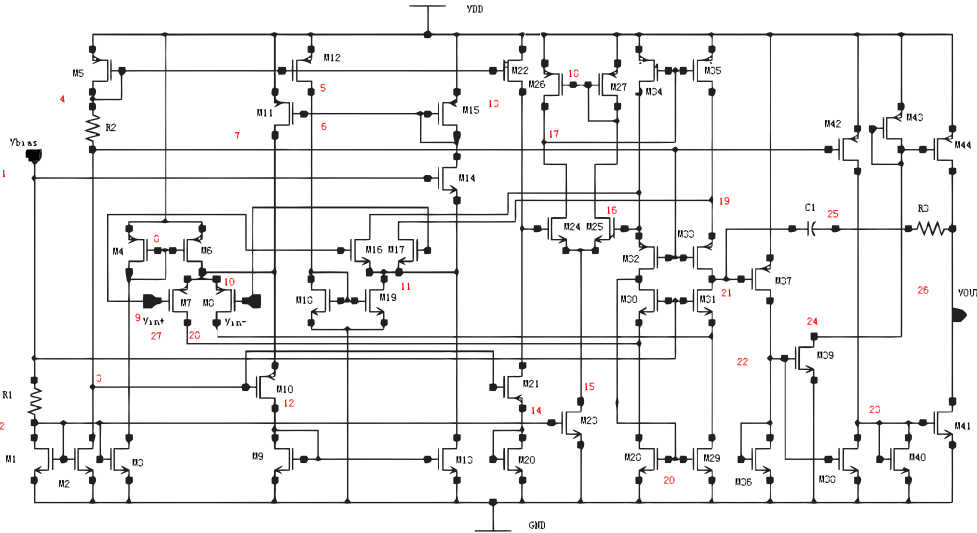 VDD
M5
M12
M22
M26
10
M27
M34
M35
4
5
R2
M11
6
M15
13
7
17
M42
M43
M44
Vbias
1
M14
M4
8
M6
M16
M17
M24
16
M25
19
C1
25
R3
M32
M33
M7
10
M8
M18
M19
11
M30
M31
21
M37
26
VOUT
9
Vin+
Vin-
27
28
24
22
M39
R1
3
M10
M21
12
14
15
2
M23
23
M41
M1
M2
M3
M9
M13
M20
M28
M29
20
M36
M38
M40
GND